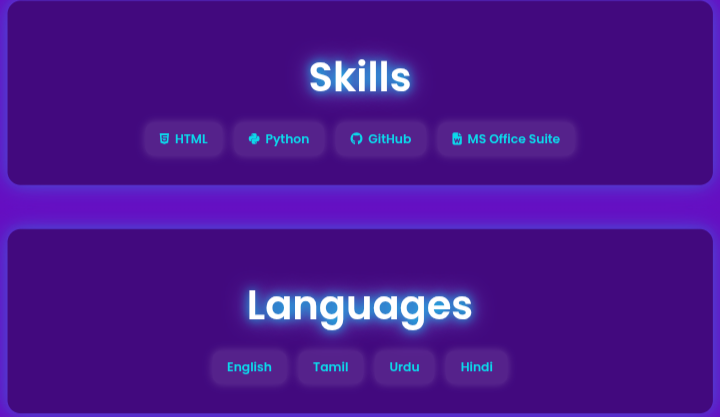 Skills
HTML Python GitHub MS Office Suite
Languages
English Tamil Urdu Hindi